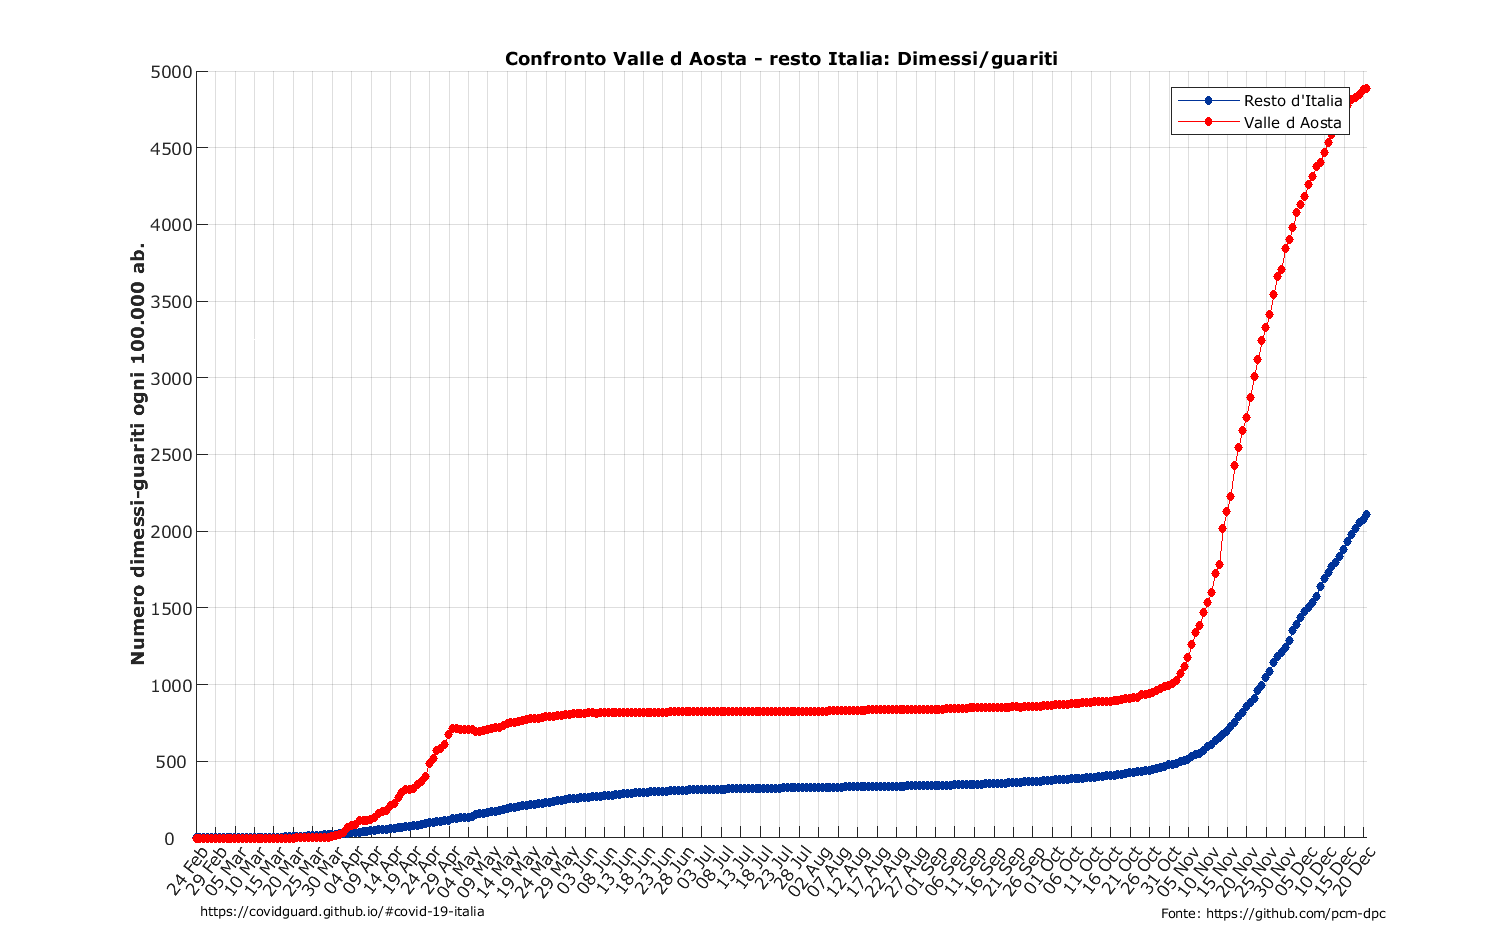 Confronto Valle d Aosta - resto Italia: Dimessi/guariti
Resto d'Italia
Valle d Aosta
Numero dimessi-guariti ogni 100.000 ab.
5000
4500
4000
3500
3000
2500
2000
1500
1000
500
0
24 Feb
29 Feb
05 Mar
10 Mar
15 Mar
20 Mar
25 Mar
30 Mar
04 Apr
09 Apr
14 Apr
19 Apr
24 Apr
29 Apr
04 May
09 May
14 May
19 May
24 May
29 May
03 Jun
08 Jun
13 Jun
18 Jun
23 Jun
28 Jun
03 Jul
08 Jul
13 Jul
18 Jul
23 Jul
28 Jul
02 Aug
07 Aug
12 Aug
17 Aug
22 Aug
27 Aug
01 Sep
06 Sep
11 Sep
16 Sep
21 Sep
26 Sep
01 Oct
06 Oct
11 Oct
16 Oct
21 Oct
26 Oct
31 Oct
05 Nov
10 Nov
15 Nov
20 Nov
25 Nov
30 Nov
05 Dec
10 Dec
15 Dec
20 Dec
https://covidguard.github.io/#covid-19-italia
Fonte: https://github.com/pcm-dpc